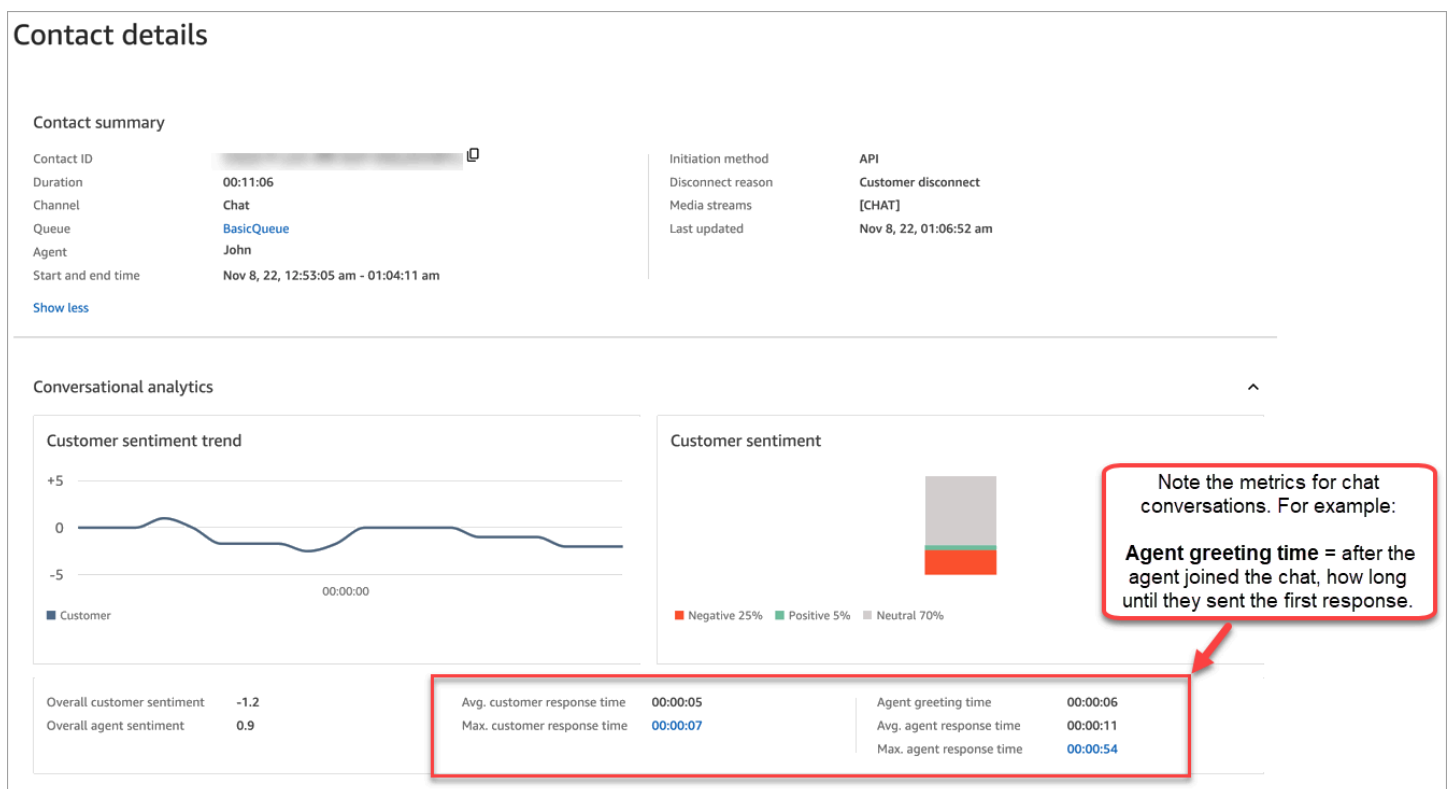 Contact details
Contact summary
Contact ID
Duration 00:11:06
Channel Chat
Queue BasicQueue
Agent John
Start and end time Nov 8, 22, 12:53:05 am - 01:04:11 am
Show less
Initiation method API
Disconnect reason Customer disconnect
Media streams [CHAT]
Last updated Nov 8, 22, 01:06:52 am
Conversational analytics
Customer sentiment trend
+5
0
-5
00:00:00
Customer
Customer sentiment
Negative 25% Positive 5% Neutral 70%
Note the metrics for chat
conversations. For example:
Agent greeting time = after the
agent joined the chat, how long
until they sent the first response.
Overall customer sentiment -1.2
Overall agent sentiment 0.9
Avg. customer response time 00:00:05
Max. customer response time 00:00:07
Agent greeting time 00:00:06
Avg. agent response time 00:00:11
Max. agent response time 00:00:54